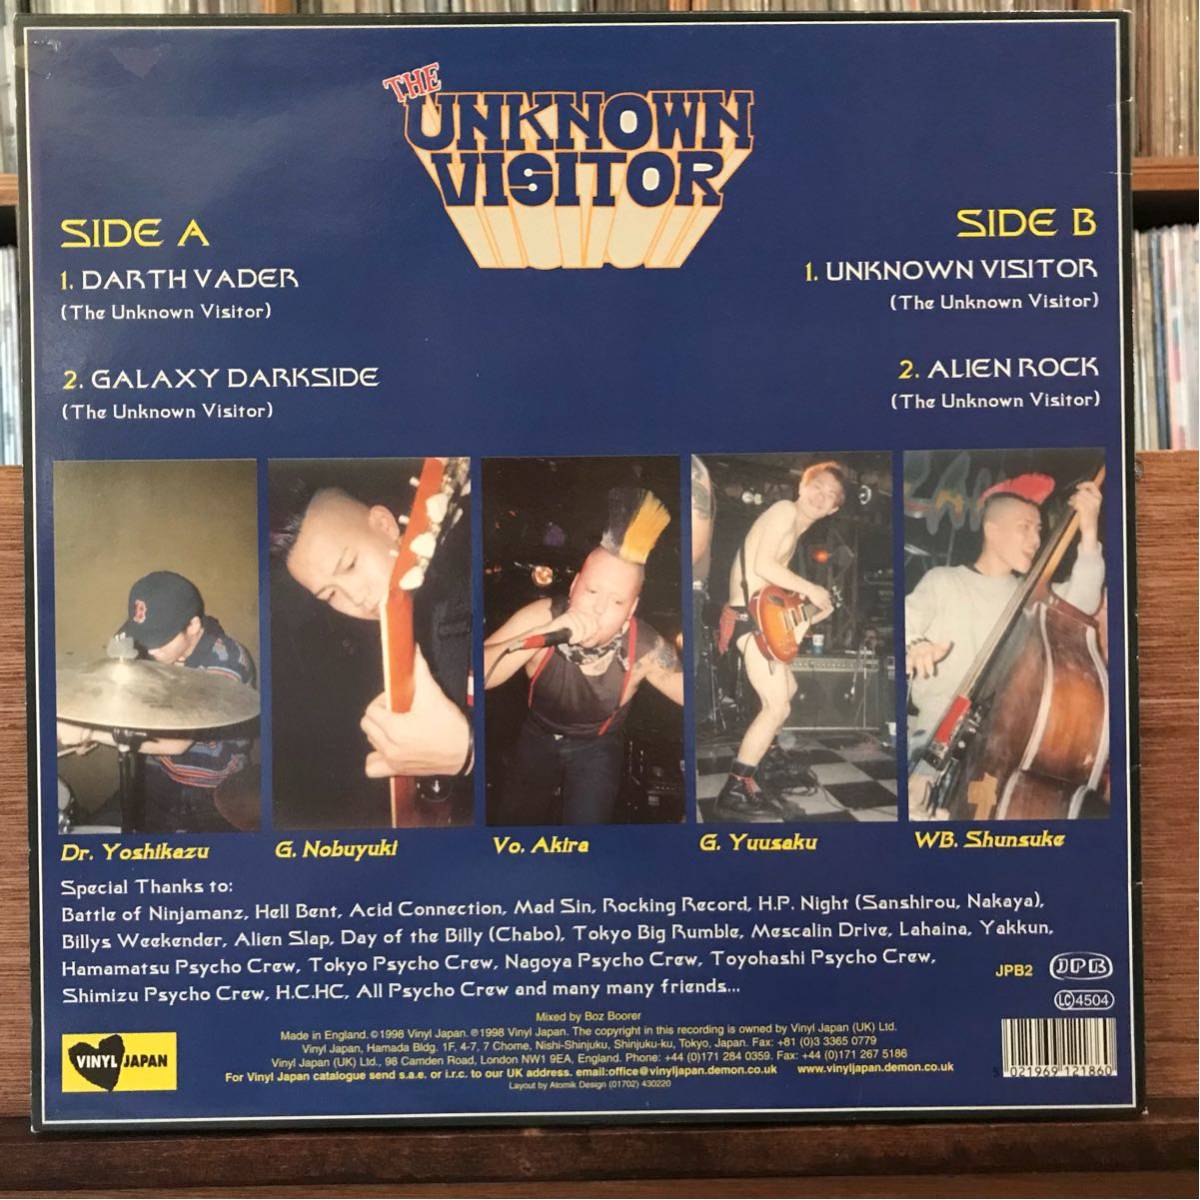 THE
UNKNOWN
VISITOR
SIDE A
1. DARTH VADER
(The Unknown Visitor)
2. GALAXY DARKSIDE
(The Unknown Visitor)
SIDE B
1. UNKNOWN VISITOR
(The Unknown Visitor)
2. ALIEN ROCK
(The Unknown Visitor)
B
Dr. Yoshikazu
G. Nobuyuki
Vo. Akira
G. Yuusaku
WB. Shunsuke
Special Thanks to:
Battle of Ninjamanz, Hell Bent, Acid Connection, Mad Sin, Rocking Record, H.P. Night (Sanshirou, Nakaya),
Billys Weekender, Alien Slap, Day of the Billy (Chabo), Tokyo Big Rumble, Mescalin Drive, Lahaina, Yakkun,
Hamamatsu Psycho Crew, Tokyo Psycho Crew, Nagoya Psycho Crew, Toyohashi Psycho Crew,
Shimizu Psycho Crew, H.C.HC, All Psycho Crew and many many friends...
JPB2
JPB
LC 4504
Mixed by Boz Boorer
Made in England. ©1998 Vinyl Japan. ℗1998 Vinyl Japan. The copyright in this recording is owned by Vinyl Japan (UK) Ltd.
Vinyl Japan, Hamada Bldg. 1F, 4-7, 7 Chome, Nishi-Shinjuku, Shinjuku-ku, Tokyo, Japan. Fax: +81 (0)3 3365 0779
Vinyl Japan (UK) Ltd., 98 Camden Road, London NW1 9EA, England. Phone: +44 (0)171 284 0359. Fax: +44 (0)171 267 5186
For Vinyl Japan catalogue send s.a.e. or i.r.c. to our UK address. email:office@vinyljapan.demon.co.uk www.vinyljapan.demon.co.uk
Layout by Atomik Design (01702) 430220
VINYL JAPAN
5 021969 121860